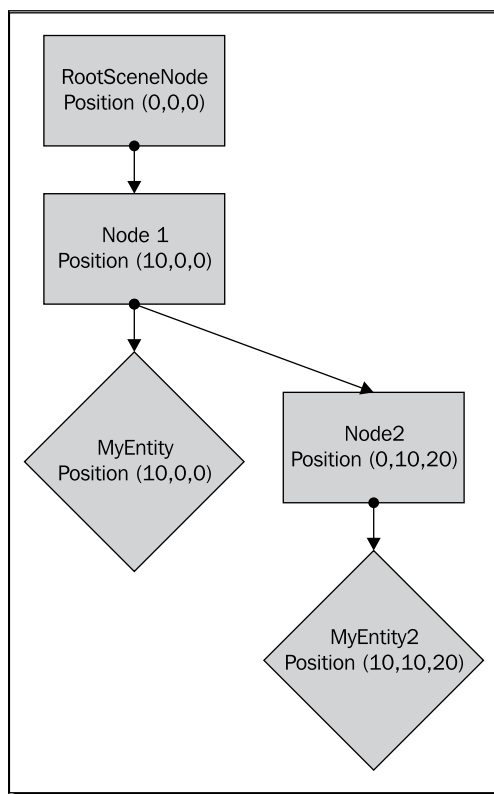 RootSceneNode
Position (0,0,0)
Node 1
Position (10,0,0)
MyEntity
Position (10,0,0)
Node2
Position (0,10,20)
MyEntity2
Position (10,10,20)